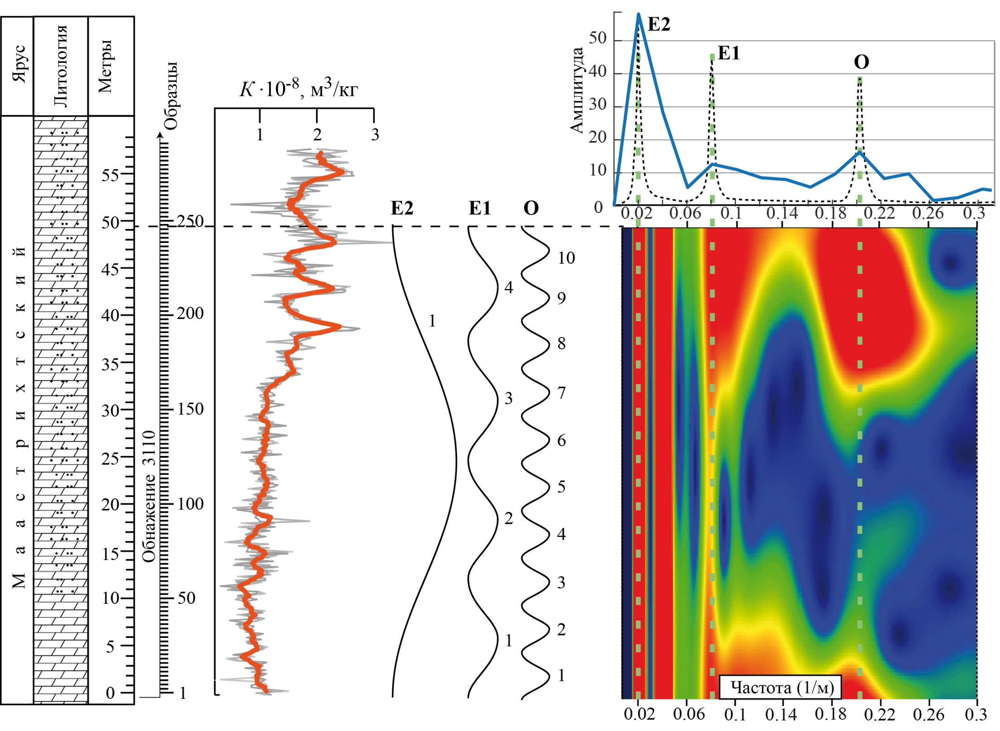 Ярус
Литология
Метры
Образцы
К ·10-8, м3/кг
1 2 3
Маастрихтский
55
50
45
40
35
30
25
20
15
10
5
0
Обнажение 3110
250
200
150
100
50
1
E2 E1 O
1
4
3
2
1
10
9
8
7
6
5
4
3
2
1
Амплитуда
50
40
30
20
10
0
E2
E1
O
0.02 0.06 0.1 0.14 0.18 0.22 0.26 0.3
Частота (1/м)
0.02 0.06 0.1 0.14 0.18 0.22 0.26 0.3